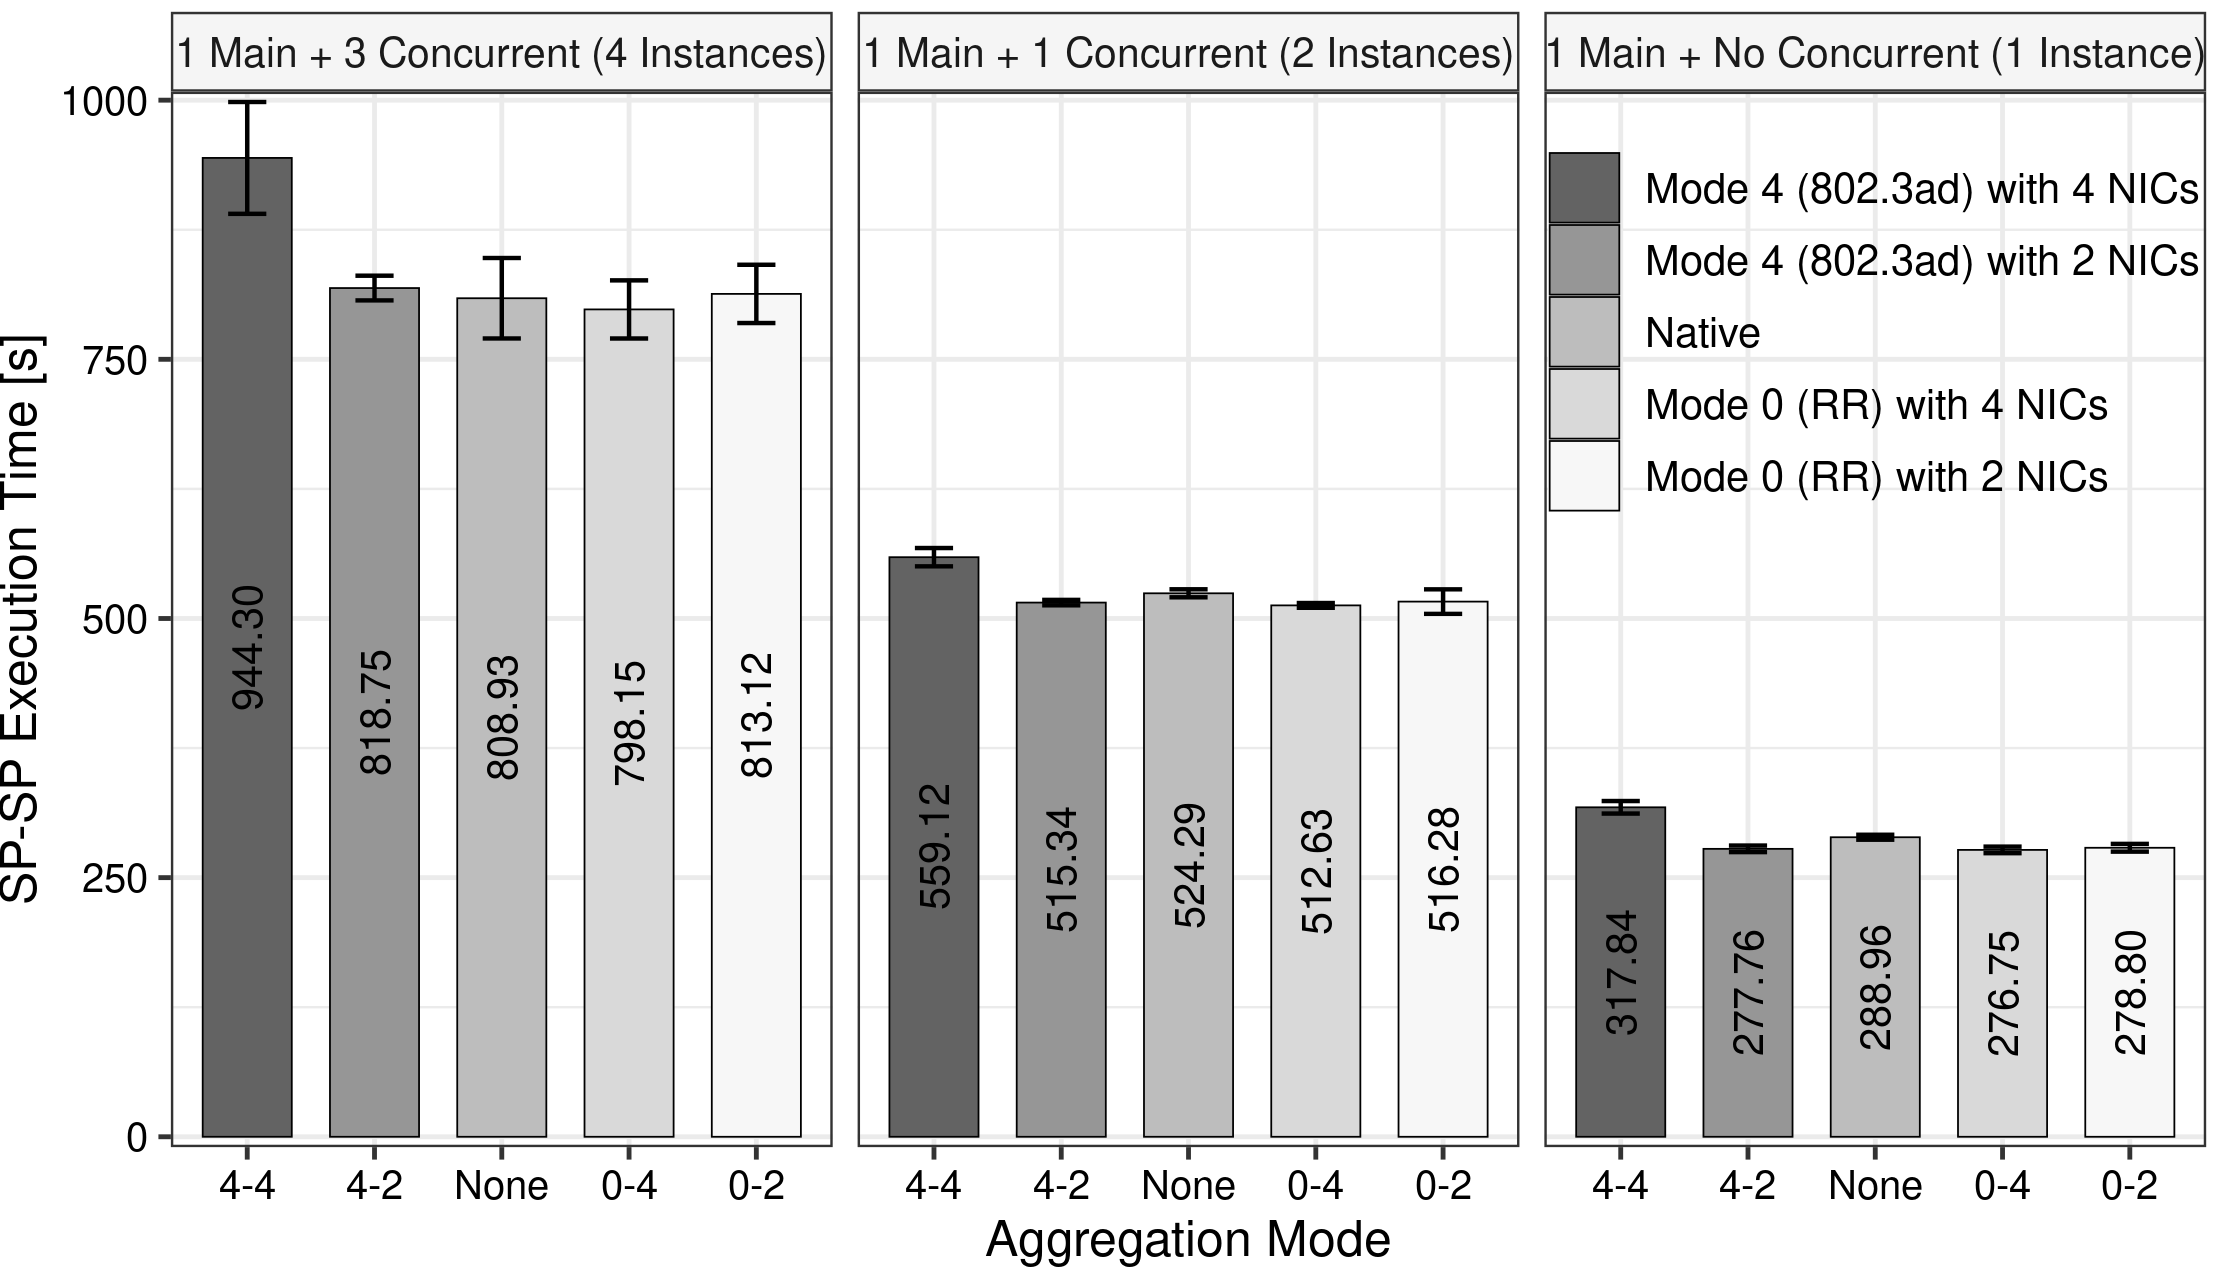 1 Main + 3 Concurrent (4 Instances)
1 Main + 1 Concurrent (2 Instances)
1 Main + No Concurrent (1 Instance)
SP-SP Execution Time [s]
1000
750
500
250
0
944.30
818.75
808.93
798.15
813.12
559.12
515.34
524.29
512.63
516.28
317.84
277.76
288.96
276.75
278.80
Mode 4 (802.3ad) with 4 NICs
Mode 4 (802.3ad) with 2 NICs
Native
Mode 0 (RR) with 4 NICs
Mode 0 (RR) with 2 NICs
4-4
4-2
None
0-4
0-2
4-4
4-2
None
0-4
0-2
4-4
4-2
None
0-4
0-2
Aggregation Mode